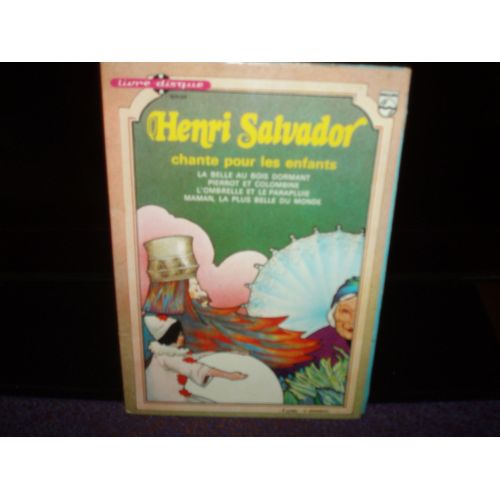 livre disque
Henri Salvador
chante pour les enfants
LA BELLE AU BOIS DORMANT
PIERROT ET COLOMBINE
L'OMBRELLE ET LE PARAPLUIE
MAMAN, LA PLUS BELLE DU MONDE